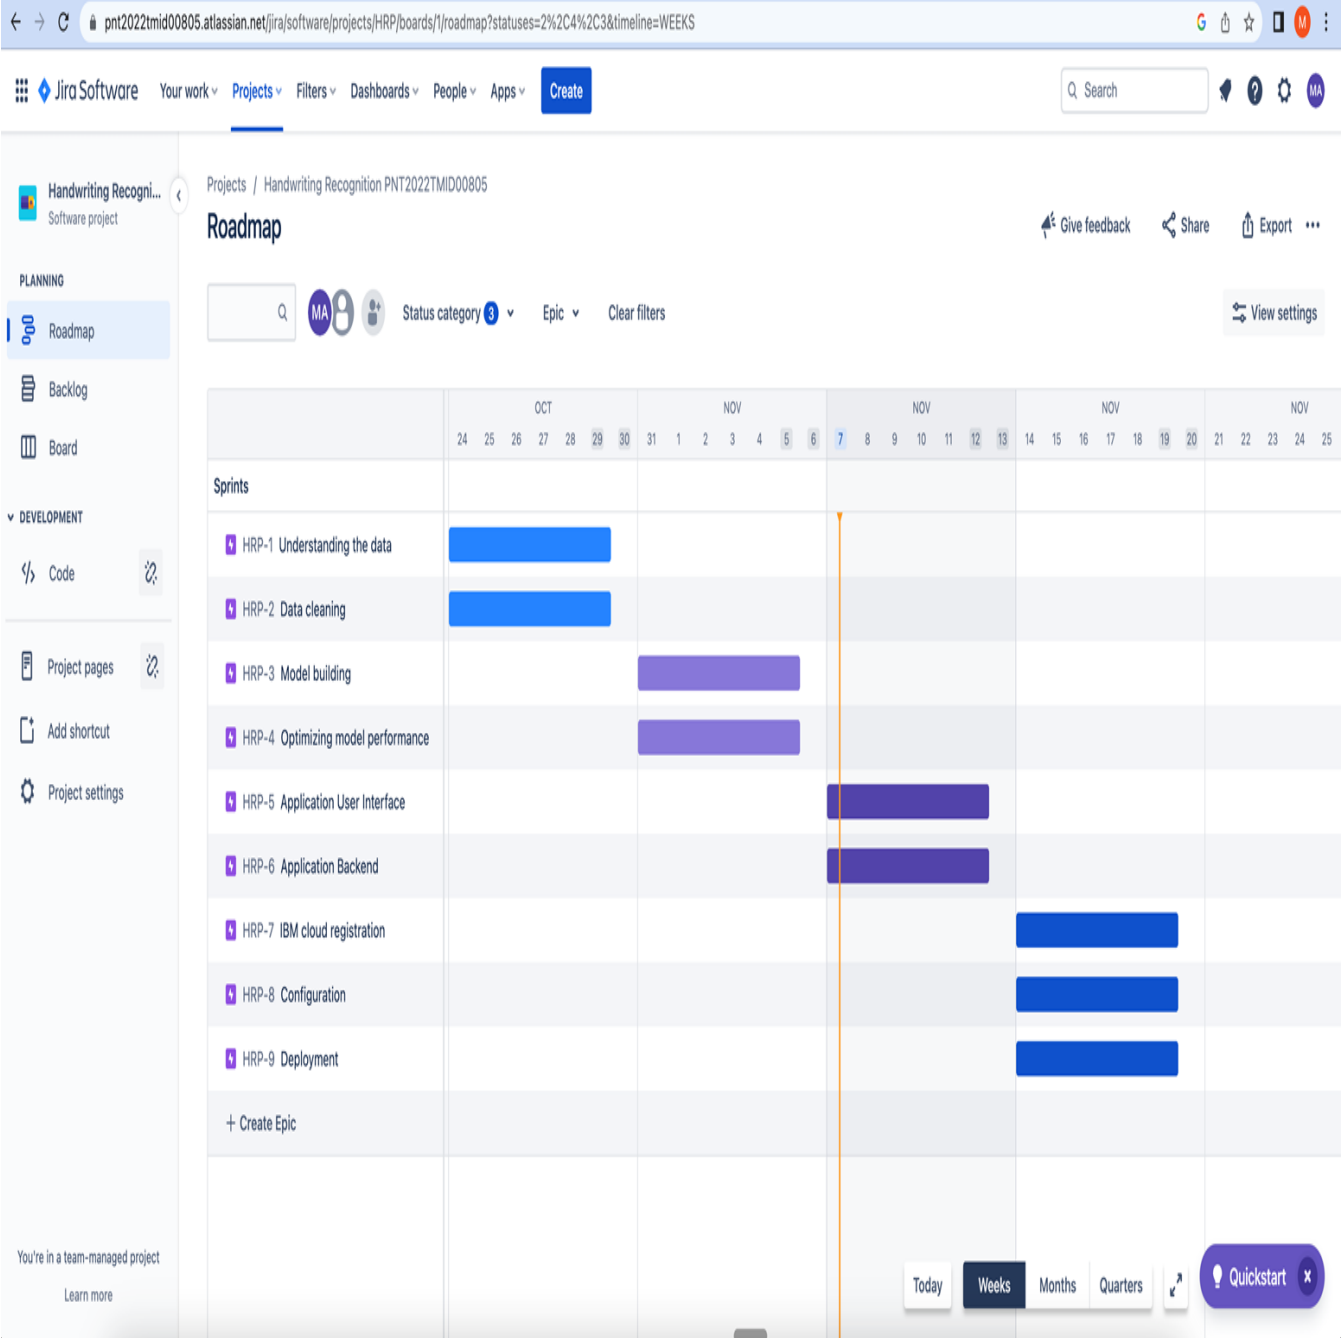 pnt2022tmid00805.atlassian.net/jira/software/projects/HRP/boards/1/roadmap?statuses=2%2C4%2C3&timeline=WEEKS
G M
Jira Software Your work Projects Filters Dashboards People Apps Create Search ? MA
Handwriting Recogni...
Software project
Projects / Handwriting Recognition PNT2022TMID00805
Roadmap
Give feedback Share Export
PLANNING
Roadmap
Backlog
Board
DEVELOPMENT
Code
Project pages
Add shortcut
Project settings
You're in a team-managed project
Learn more
MA Status category 3 Epic Clear filters View settings
OCT NOV NOV NOV NOV
24 25 26 27 28 29 30 31 1 2 3 4 5 6 7 8 9 10 11 12 13 14 15 16 17 18 19 20 21 22 23 24 25
Sprints
HRP-1 Understanding the data
HRP-2 Data cleaning
HRP-3 Model building
HRP-4 Optimizing model performance
HRP-5 Application User Interface
HRP-6 Application Backend
HRP-7 IBM cloud registration
HRP-8 Configuration
HRP-9 Deployment
+ Create Epic
Today Weeks Months Quarters Quickstart x